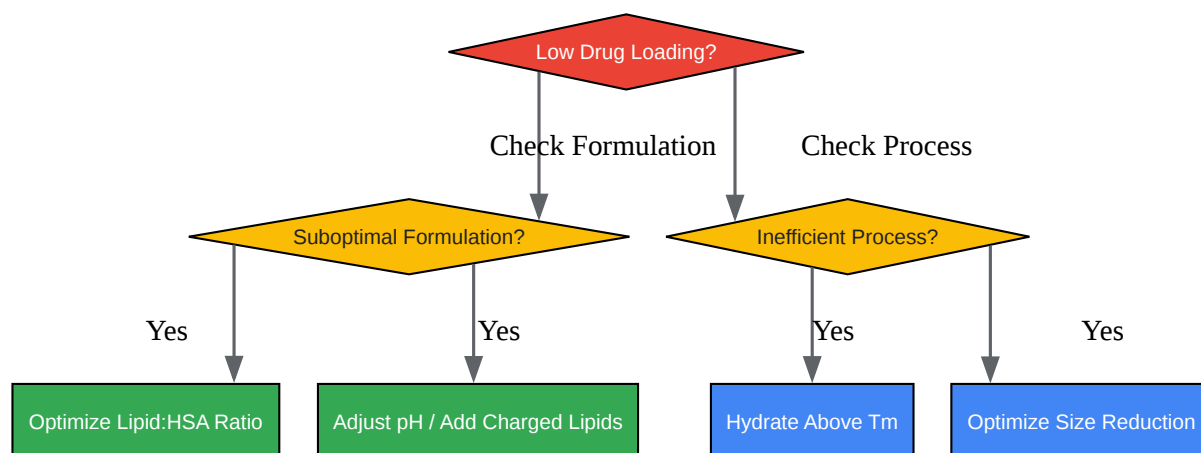 Low Drug Loading?
Check Formulation
Check Process
Suboptimal Formulation?
Inefficient Process?
Yes
Yes
Yes
Yes
Optimize Lipid:HSA Ratio
Adjust pH / Add Charged Lipids
Hydrate Above Tm
Optimize Size Reduction